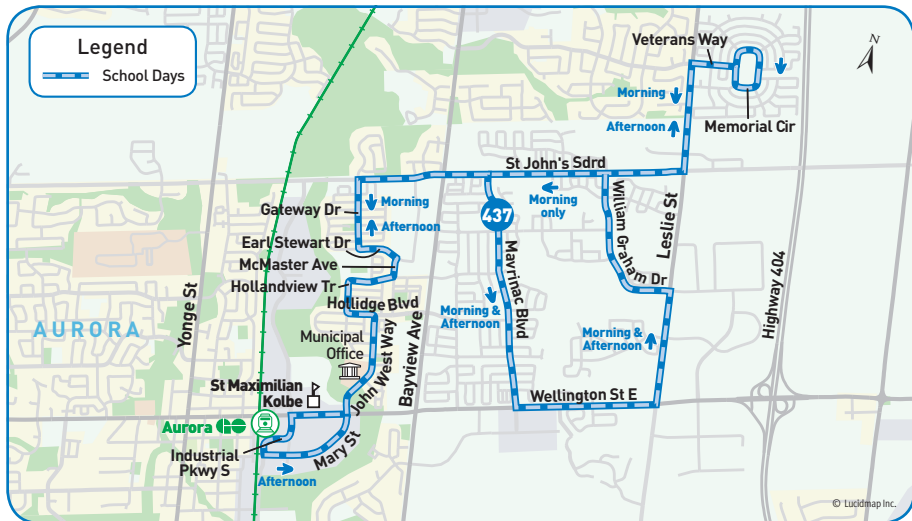 Legend
School Days
N
Veterans Way
Morning
Afternoon
Memorial Cir
St John's Sdrd
Morning
only
Gateway Dr
Morning
Afternoon
437
William Graham Dr
Leslie St
Earl Stewart Dr
McMaster Ave
Hollandview Tr
Hollidge Blvd
Mavrinac Blvd
Morning &
Afternoon
Highway 404
Yonge St
AURORA
Municipal
Office
John West Way
Bayview Ave
Morning &
Afternoon
St Maximilian
Kolbe
Wellington St E
Aurora
Industrial
Pkwy S
Mary St
Afternoon
© Lucidmap Inc.